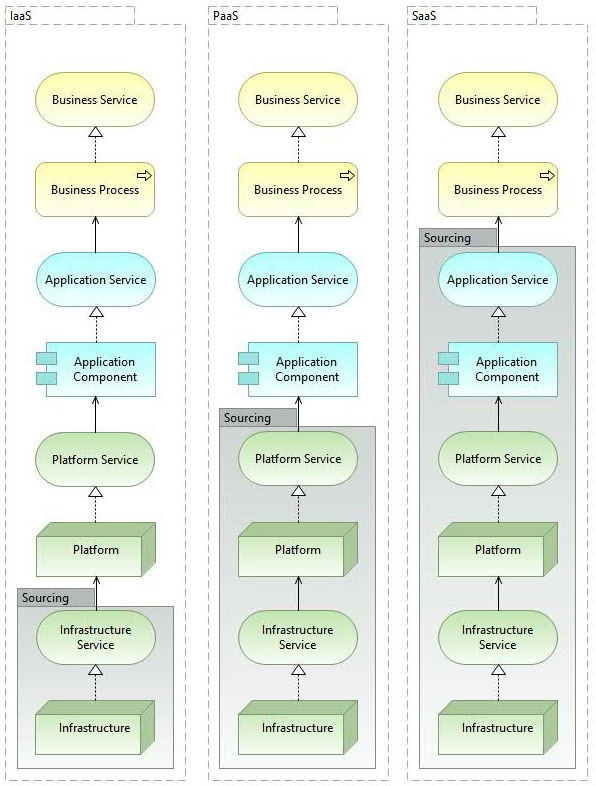 IaaS
Business Service
Business Process
Application Service
Application
Component
Platform Service
Platform
Sourcing
Infrastructure
Service
Infrastructure
PaaS
Business Service
Business Process
Application Service
Application
Component
Sourcing
Platform Service
Platform
Infrastructure
Service
Infrastructure
SaaS
Business Service
Business Process
Sourcing
Application Service
Application
Component
Platform Service
Platform
Infrastructure
Service
Infrastructure